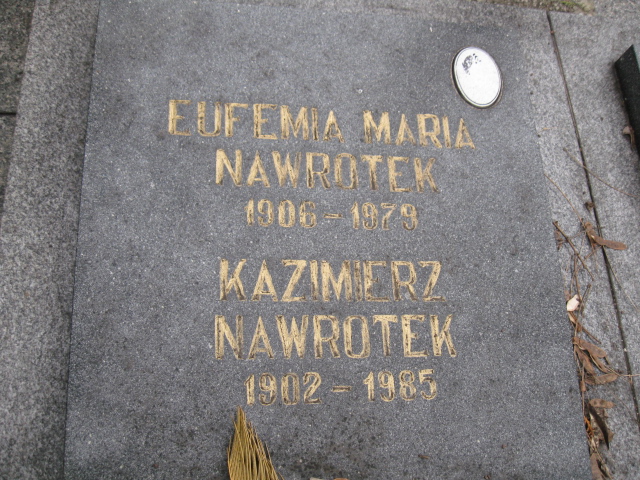 EUFEMIA MARIA
NAWROTEK
1906 - 1979
KAZIMIERZ
NAWROTEK
1902 - 1985